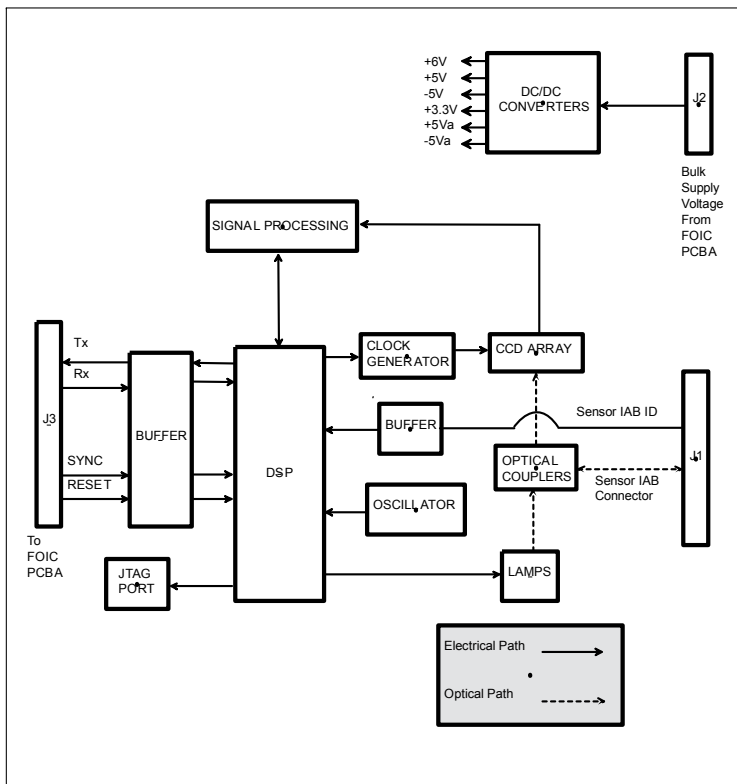 +6V
+5V
-5V
+3.3V
+5Va
-5Va
DC/DC
CONVERTERS
J2
Bulk
Supply
Voltage
From
FOIC
PCBA
SIGNAL PROCESSING
Tx
Rx
J3
SYNC
RESET
To
FOIC
PCBA
BUFFER
DSP
CLOCK
GENERATOR
CCD ARRAY
BUFFER
Sensor IAB ID
OPTICAL
COUPLERS
Sensor IAB
Connector
J1
OSCILLATOR
JTAG
PORT
LAMPS
Electrical Path
Optical Path